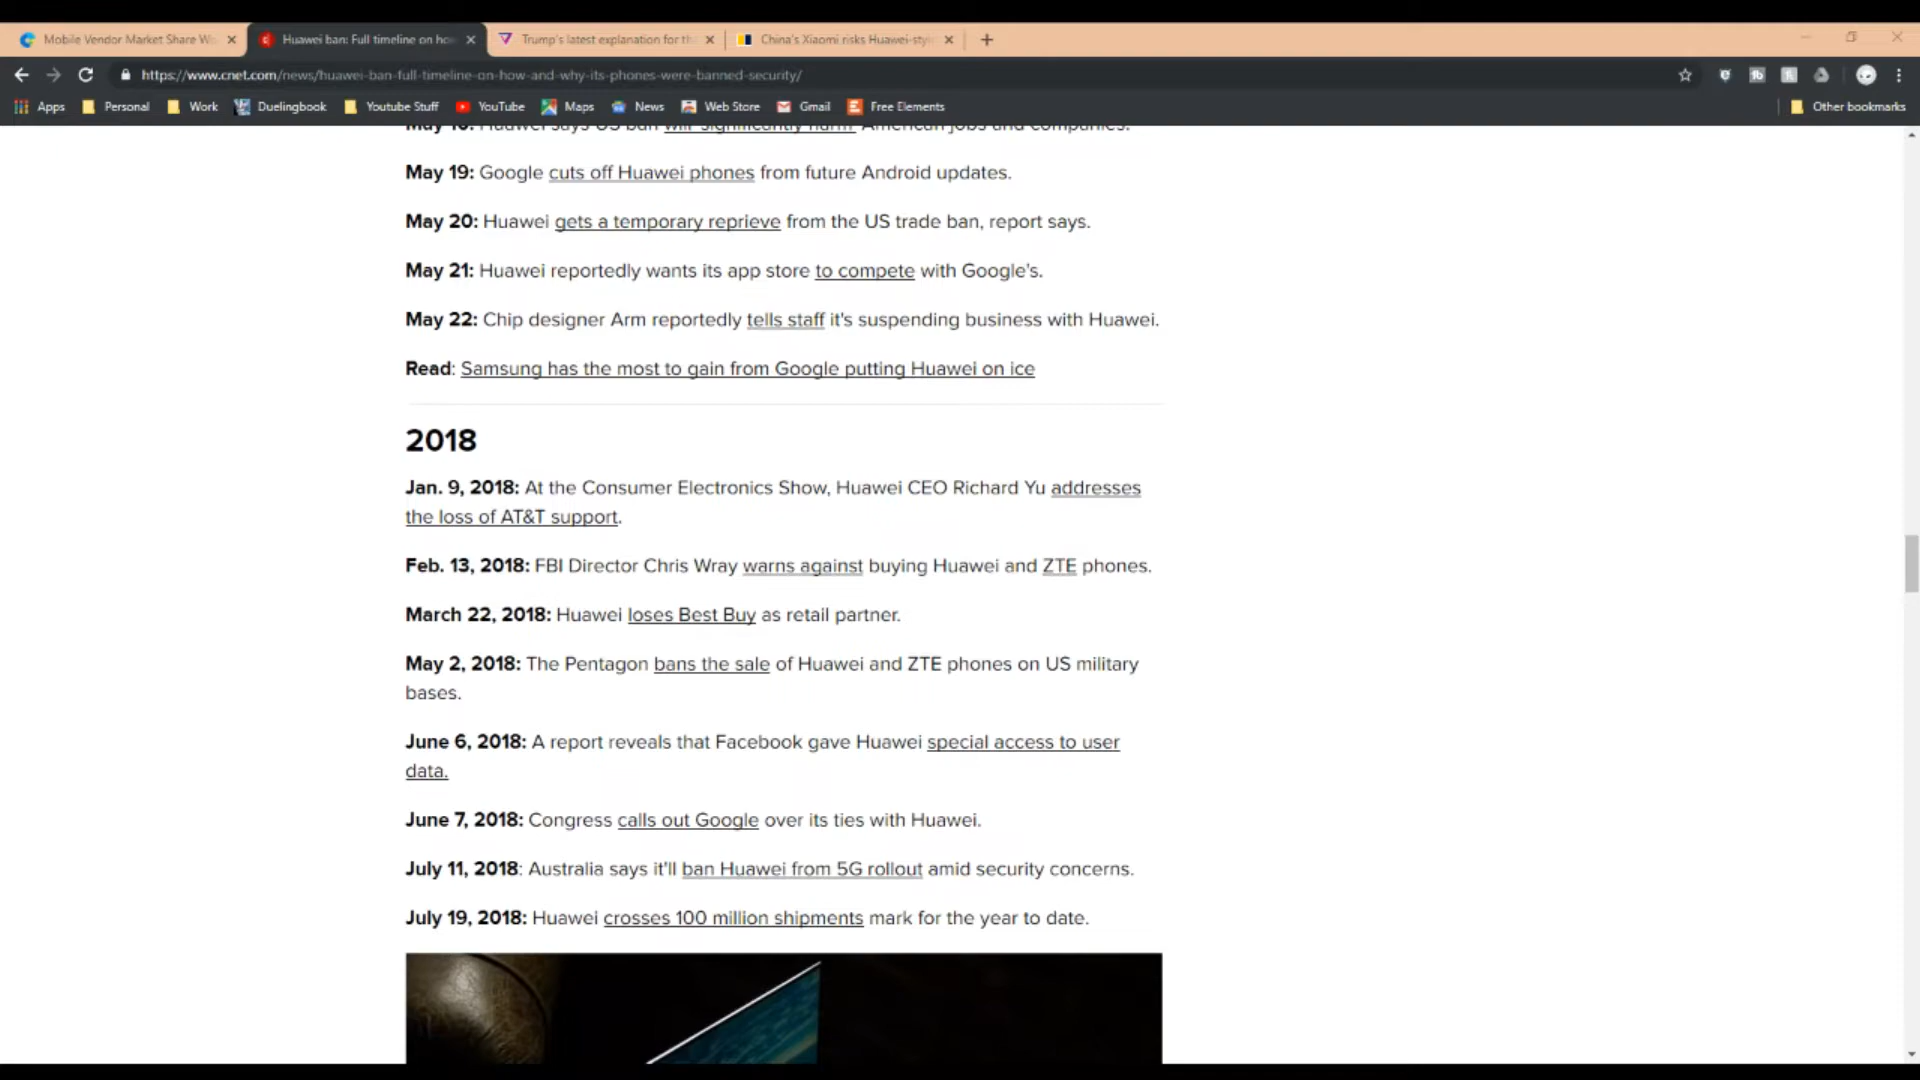 Mobile Vendor Market Share W
Huawei ban: Full timeline on ho
Trump's latest explanation for th
China's Xiaomi risks Huawei-sty
https://www.cnet.com/news/huawei-ban-full-timeline-on-how-and-why-its-phones-were-banned-security/
Apps Personal Work Duelingbook Youtube Stuff YouTube Maps News Web Store Gmail Free Elements Other bookmarks
Huawei says US ban will significantly harm American jobs and companies.
May 19: Google cuts off Huawei phones from future Android updates.
May 20: Huawei gets a temporary reprieve from the US trade ban, report says.
May 21: Huawei reportedly wants its app store to compete with Google's.
May 22: Chip designer Arm reportedly tells staff it's suspending business with Huawei.
Read: Samsung has the most to gain from Google putting Huawei on ice
2018
Jan. 9, 2018: At the Consumer Electronics Show, Huawei CEO Richard Yu addresses
the loss of AT&T support.
Feb. 13, 2018: FBI Director Chris Wray warns against buying Huawei and ZTE phones.
March 22, 2018: Huawei loses Best Buy as retail partner.
May 2, 2018: The Pentagon bans the sale of Huawei and ZTE phones on US military
bases.
June 6, 2018: A report reveals that Facebook gave Huawei special access to user
data.
June 7, 2018: Congress calls out Google over its ties with Huawei.
July 11, 2018: Australia says it'll ban Huawei from 5G rollout amid security concerns.
July 19, 2018: Huawei crosses 100 million shipments mark for the year to date.